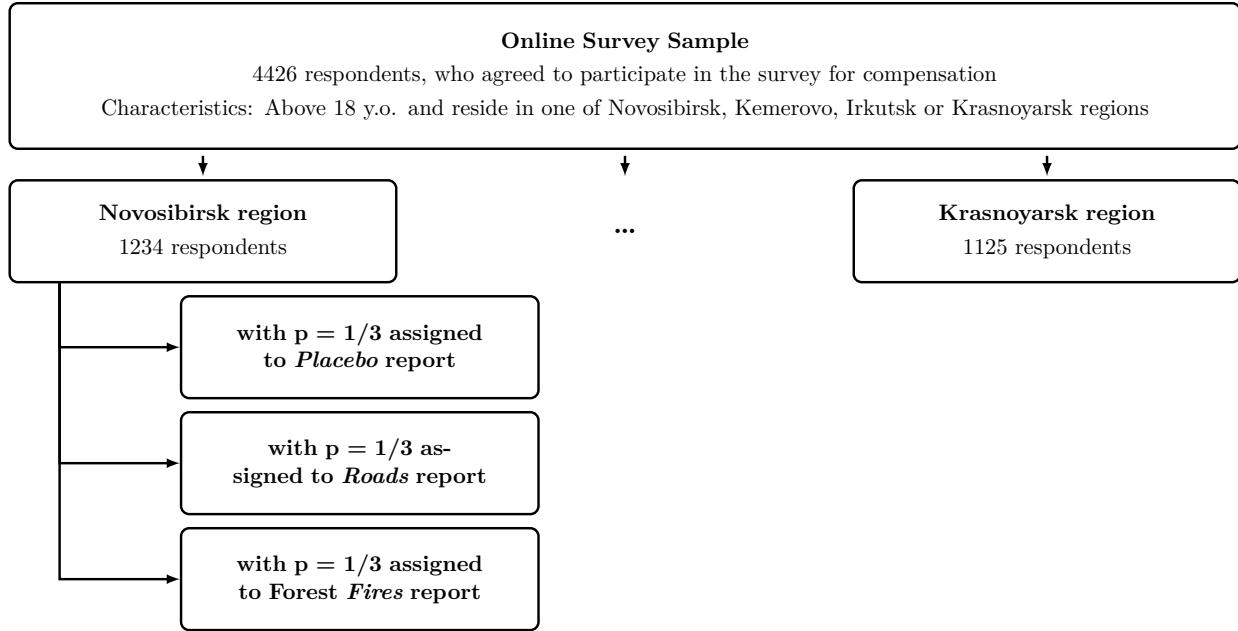 Online Survey Sample
4426 respondents, who agreed to participate in the survey for compensation
Characteristics: Above 18 y.o. and reside in one of Novosibirsk, Kemerovo, Irkutsk or Krasnoyarsk regions
Novosibirsk region
1234 respondents
...
Krasnoyarsk region
1125 respondents
with p = 1/3 assigned
to Placebo report
with p = 1/3 as-
signed to Roads report
with p = 1/3 assigned
to Forest Fires report